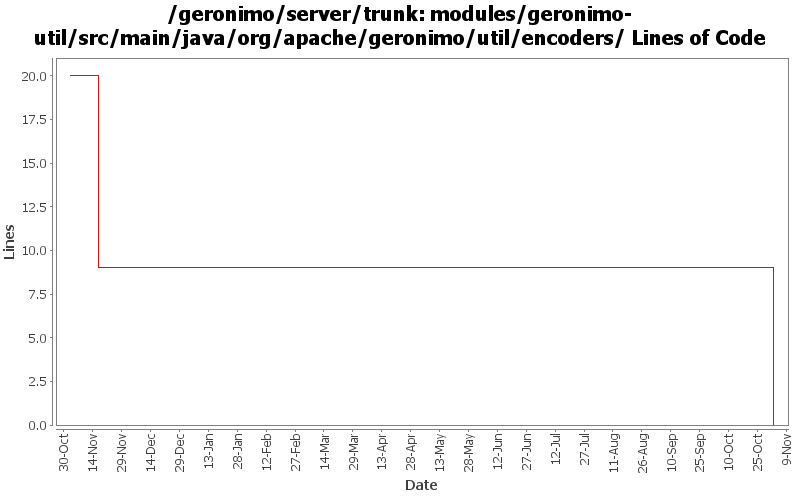 /geronimo/server/trunk: modules/geronimo-
util/src/main/java/org/apache/geronimo/util/encoders/ Lines of Code
20.0
17.5
15.0
12.5
10.0
7.5
5.0
2.5
0.0
Lines
30-Oct
14-Nov
29-Nov
14-Dec
29-Dec
13-Jan
28-Jan
12-Feb
27-Feb
14-Mar
29-Mar
13-Apr
28-Apr
13-May
28-May
12-Jun
27-Jun
12-Jul
27-Jul
11-Aug
26-Aug
10-Sep
25-Sep
10-Oct
25-Oct
9-Nov
Date